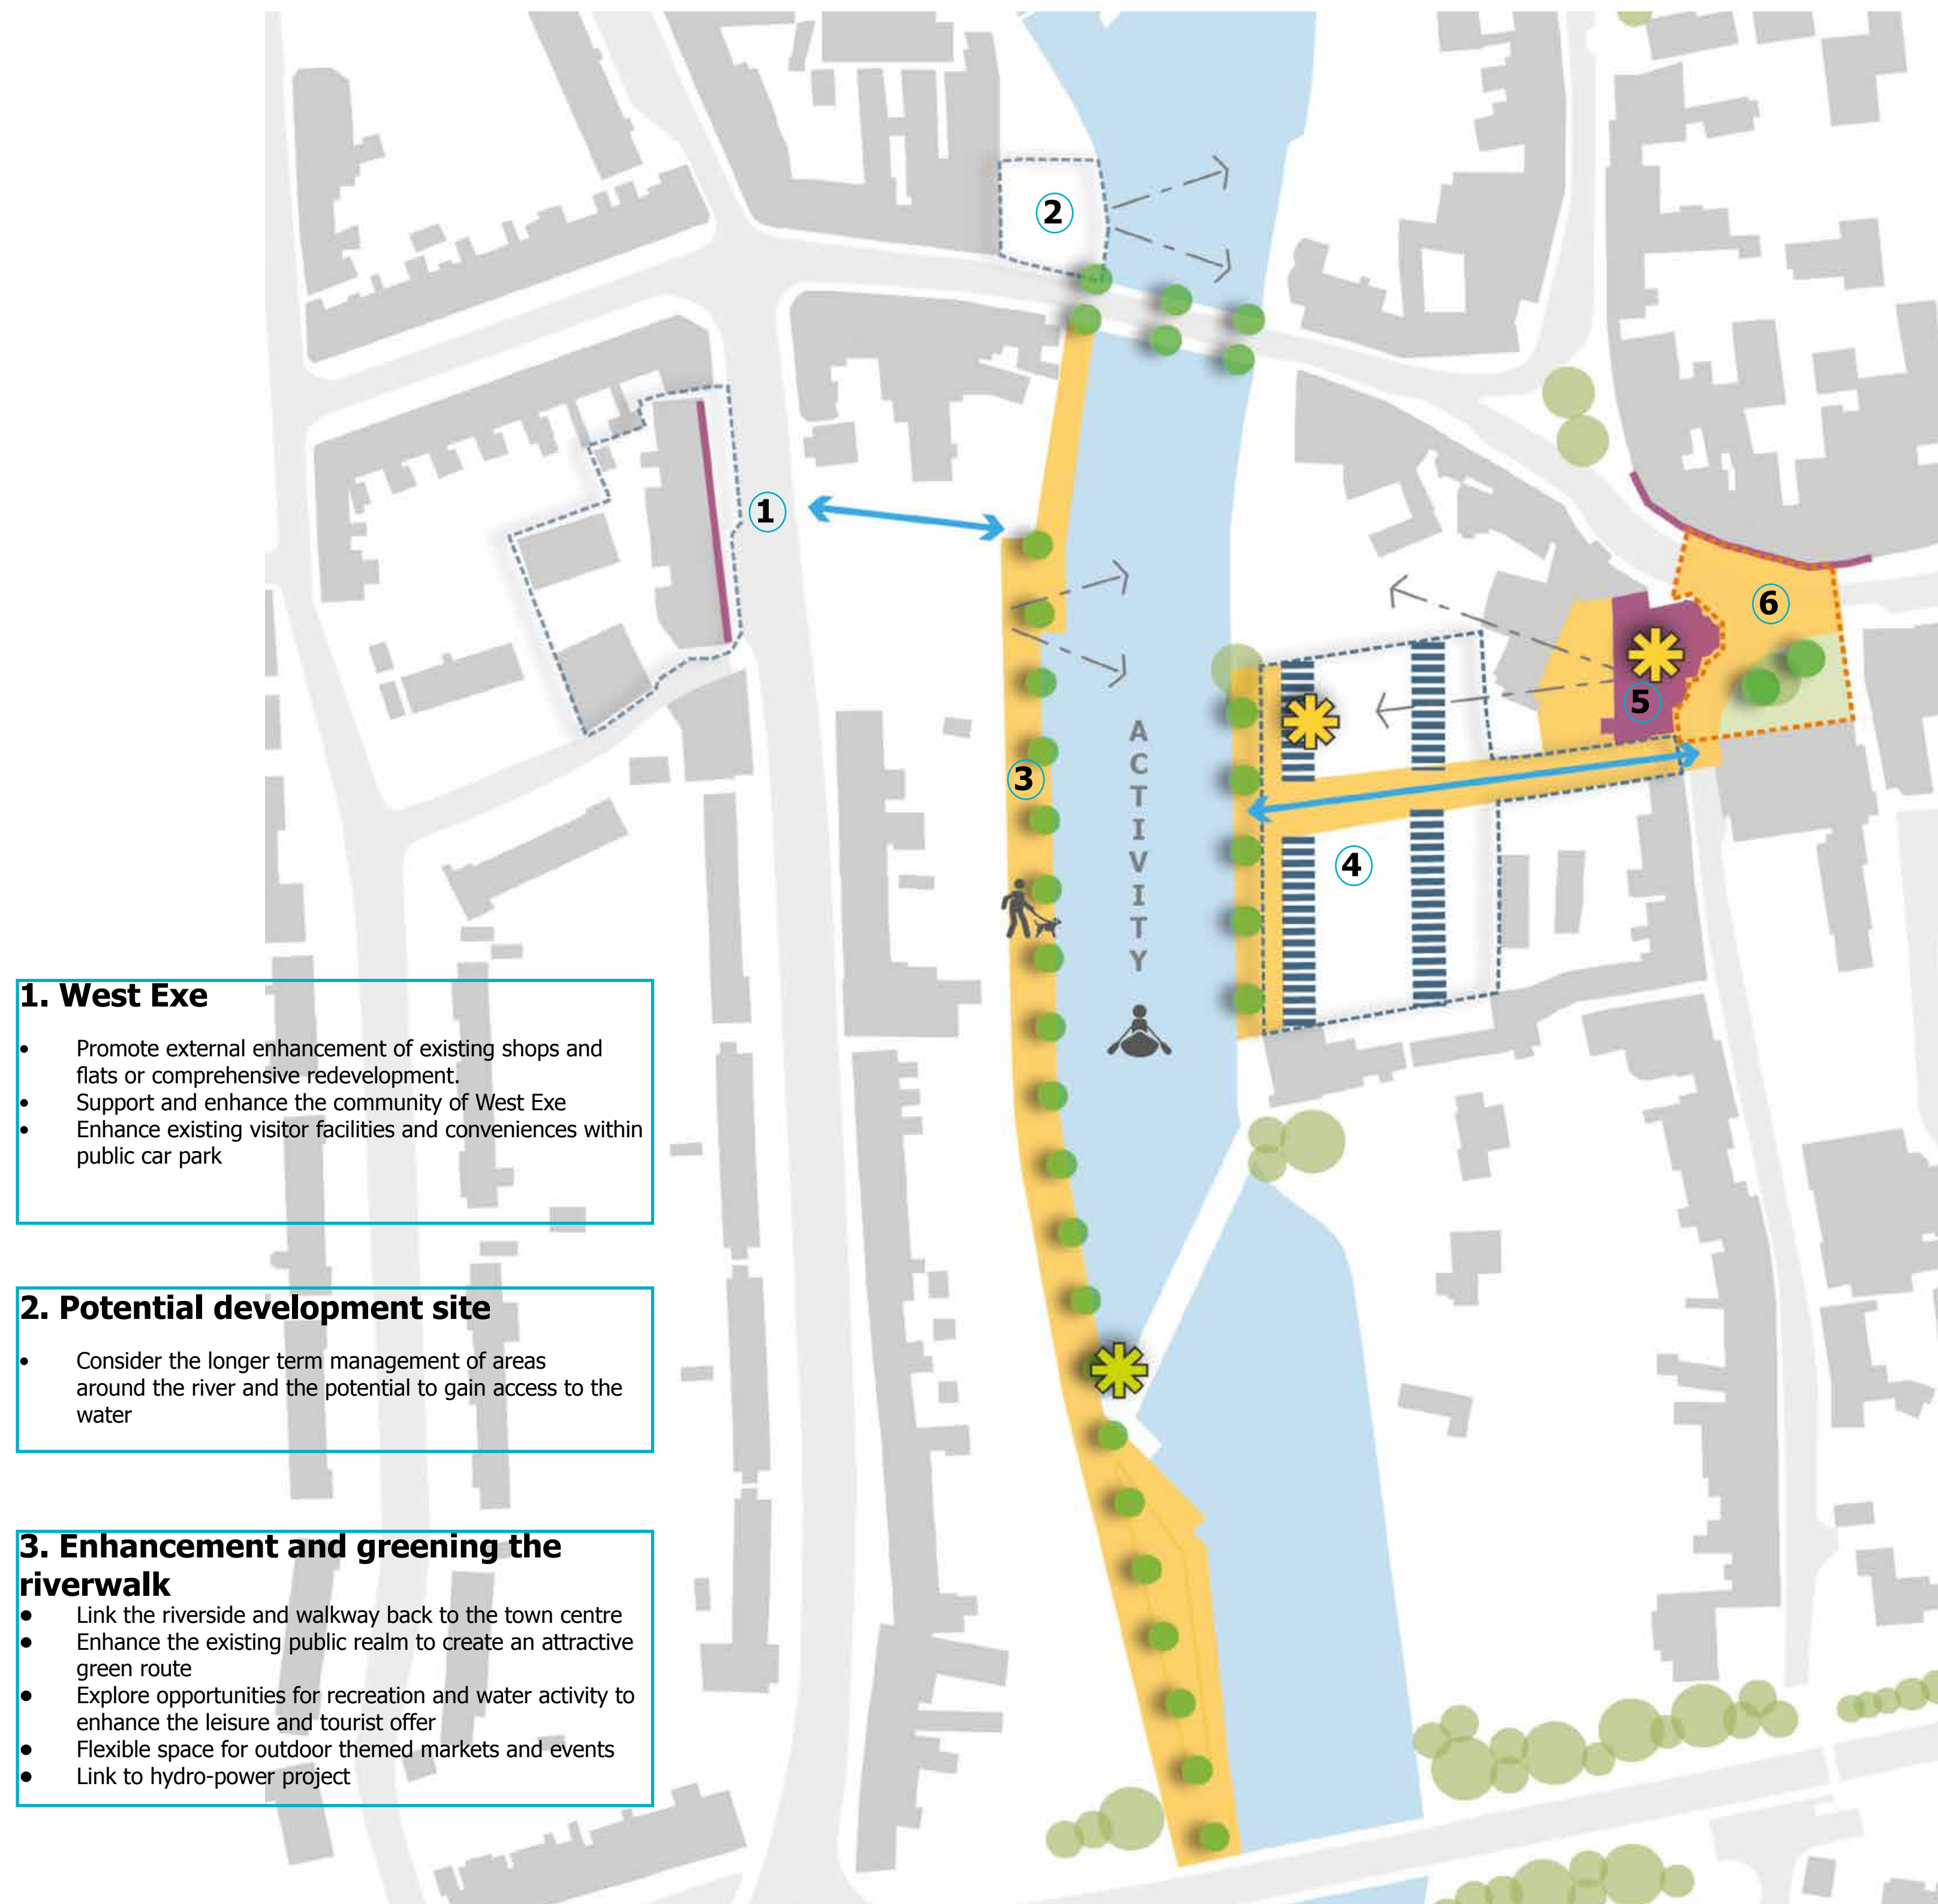 2
1
6
5
3
4
ACTIVITY
1. West Exe
• Promote external enhancement of existing shops and
flats or comprehensive redevelopment.
• Support and enhance the community of West Exe
• Enhance existing visitor facilities and conveniences within
public car park
2. Potential development site
• Consider the longer term management of areas
around the river and the potential to gain access to the
water
3. Enhancement and greening the
riverwalk
• Link the riverside and walkway back to the town centre
• Enhance the existing public realm to create an attractive
green route
• Explore opportunities for recreation and water activity to
enhance the leisure and tourist offer
• Flexible space for outdoor themed markets and events
• Link to hydro-power project